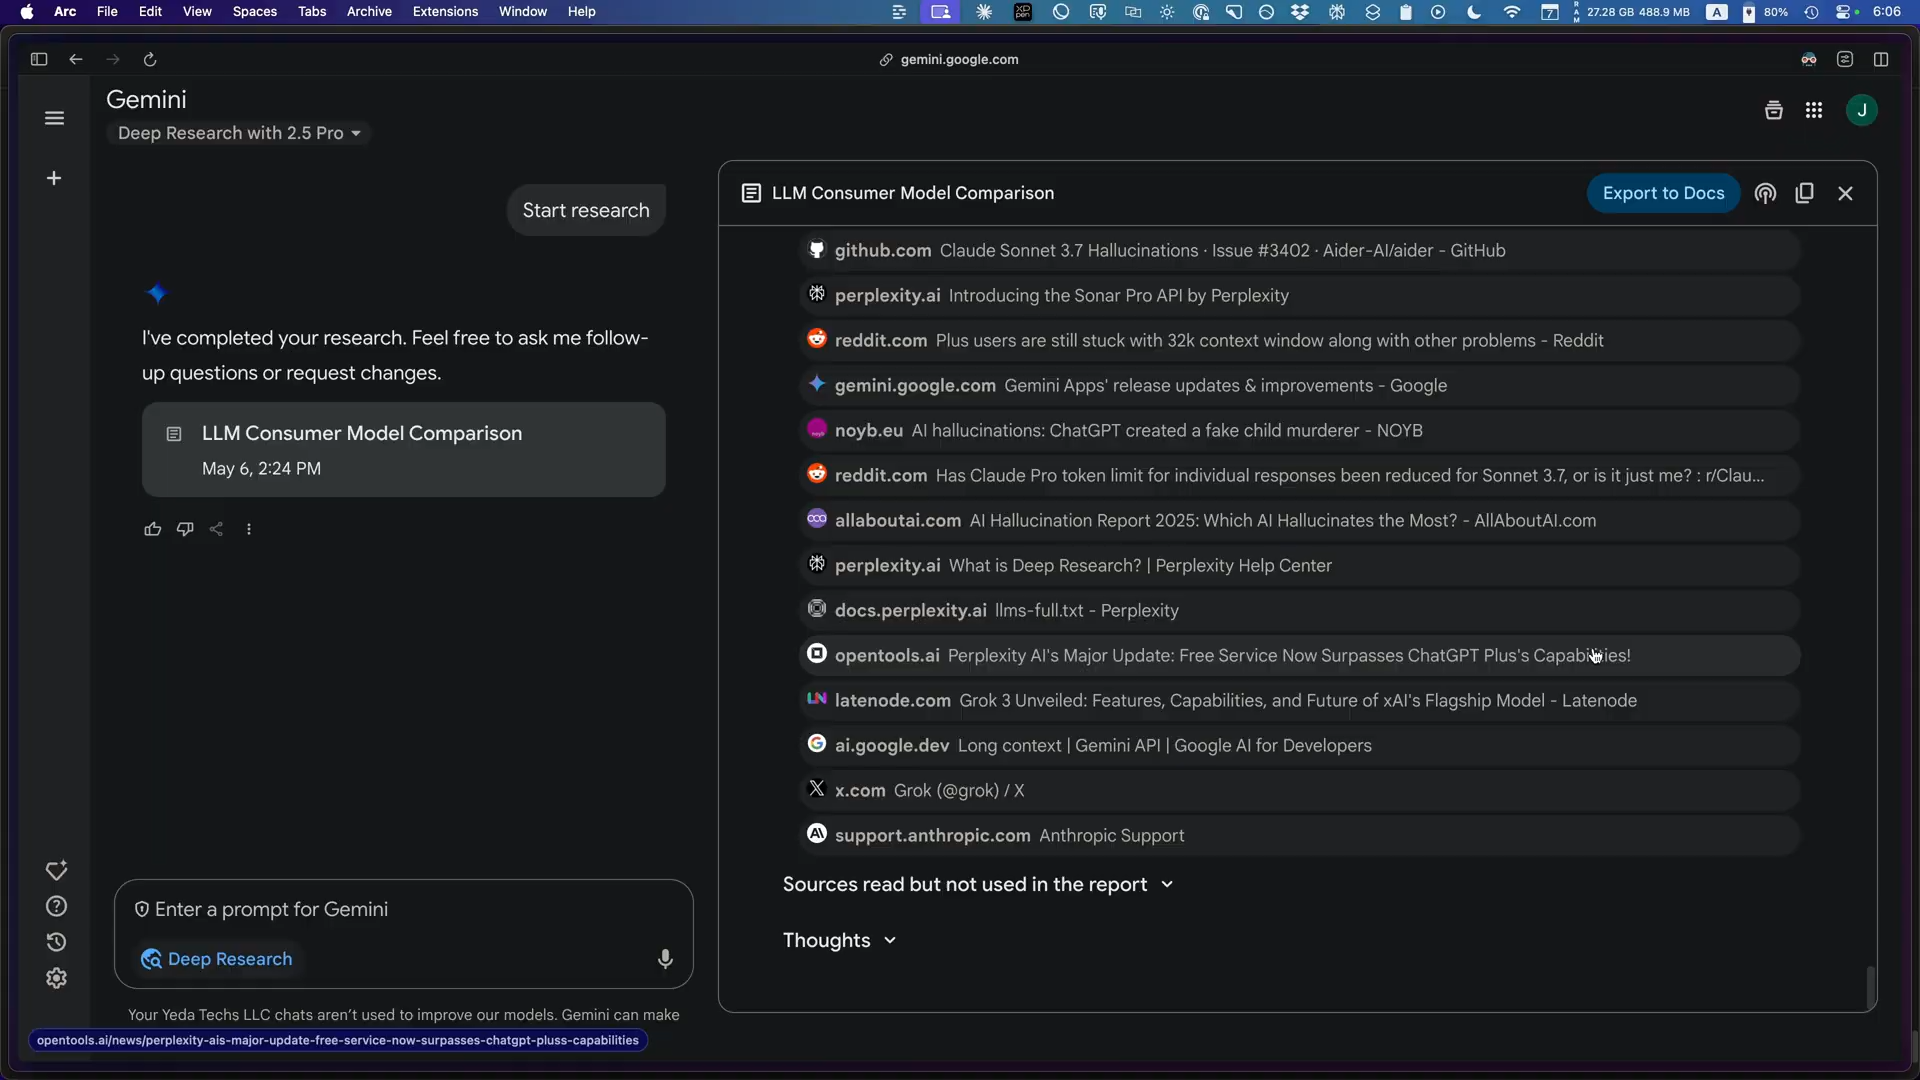 Arc File Edit View Spaces Tabs Archive Extensions Window Help
7 RAM 27.28 GB 488.9 MB A 80% 6:06
gemini.google.com
Gemini
Deep Research with 2.5 Pro
J
Start research
I've completed your research. Feel free to ask me follow-
up questions or request changes.
LLM Consumer Model Comparison
May 6, 2:24 PM
Enter a prompt for Gemini
Deep Research
Your Yeda Techs LLC chats aren't used to improve our models. Gemini can make
opentools.ai/news/perplexity-ais-major-update-free-service-now-surpasses-chatgpt-pluss-capabilities
LLM Consumer Model Comparison
Export to Docs
github.com Claude Sonnet 3.7 Hallucinations · Issue #3402 · Aider-AI/aider - GitHub
perplexity.ai Introducing the Sonar Pro API by Perplexity
reddit.com Plus users are still stuck with 32k context window along with other problems - Reddit
gemini.google.com Gemini Apps' release updates & improvements - Google
noyb.eu AI hallucinations: ChatGPT created a fake child murderer - NOYB
reddit.com Has Claude Pro token limit for individual responses been reduced for Sonnet 3.7, or is it just me? : r/Clau...
allaboutai.com AI Hallucination Report 2025: Which AI Hallucinates the Most? - AllAboutAI.com
perplexity.ai What is Deep Research? | Perplexity Help Center
docs.perplexity.ai llms-full.txt - Perplexity
opentools.ai Perplexity AI's Major Update: Free Service Now Surpasses ChatGPT Plus's Capabilities!
latenode.com Grok 3 Unveiled: Features, Capabilities, and Future of xAI's Flagship Model - Latenode
ai.google.dev Long context | Gemini API | Google AI for Developers
x.com Grok (@grok) / X
support.anthropic.com Anthropic Support
Sources read but not used in the report
Thoughts